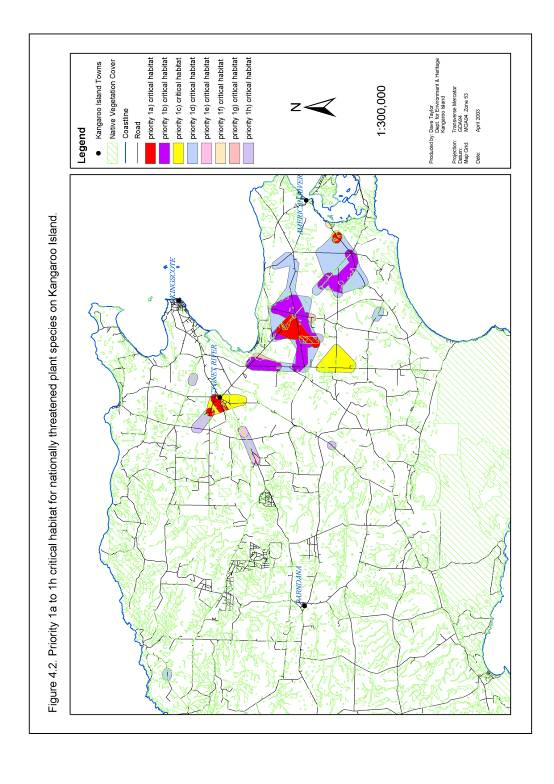 Figure 4.2. Priority 1a to 1h critical habitat for nationally threatened plant species on Kangaroo Island.
KINGSCOTE
PARNDANA
Legend
Kangaroo Island Towns
Native Vegetation Cover
Coastline
Road
priority 1a) critical habitat
priority 1b) critical habitat
priority 1c) critical habitat
priority 1d) critical habitat
priority 1e) critical habitat
priority 1f) critical habitat
priority 1g) critical habitat
priority 1h) critical habitat
N
1:300,000
Produced by: Dave Taylor
Dept. for Environment & Heritage
Kangaroo Island
Projection: Transverse Mercator
Datum: GDA94
Map Grid: MGA94 Zone 53
Date: April 2003